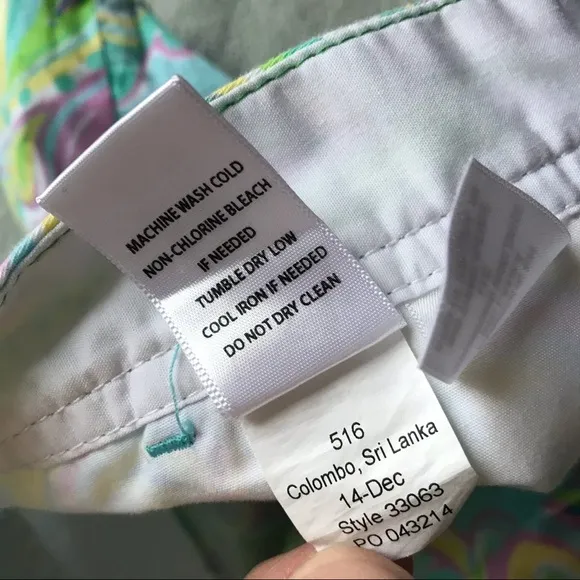 MACHINE WASH COLD
NON-CHLORINE BLEACH
IF NEEDED
TUMBLE DRY LOW
COOL IRON IF NEEDED
DO NOT DRY CLEAN
516
Colombo, Sri Lanka
14-Dec
Style 33063
PO 043214